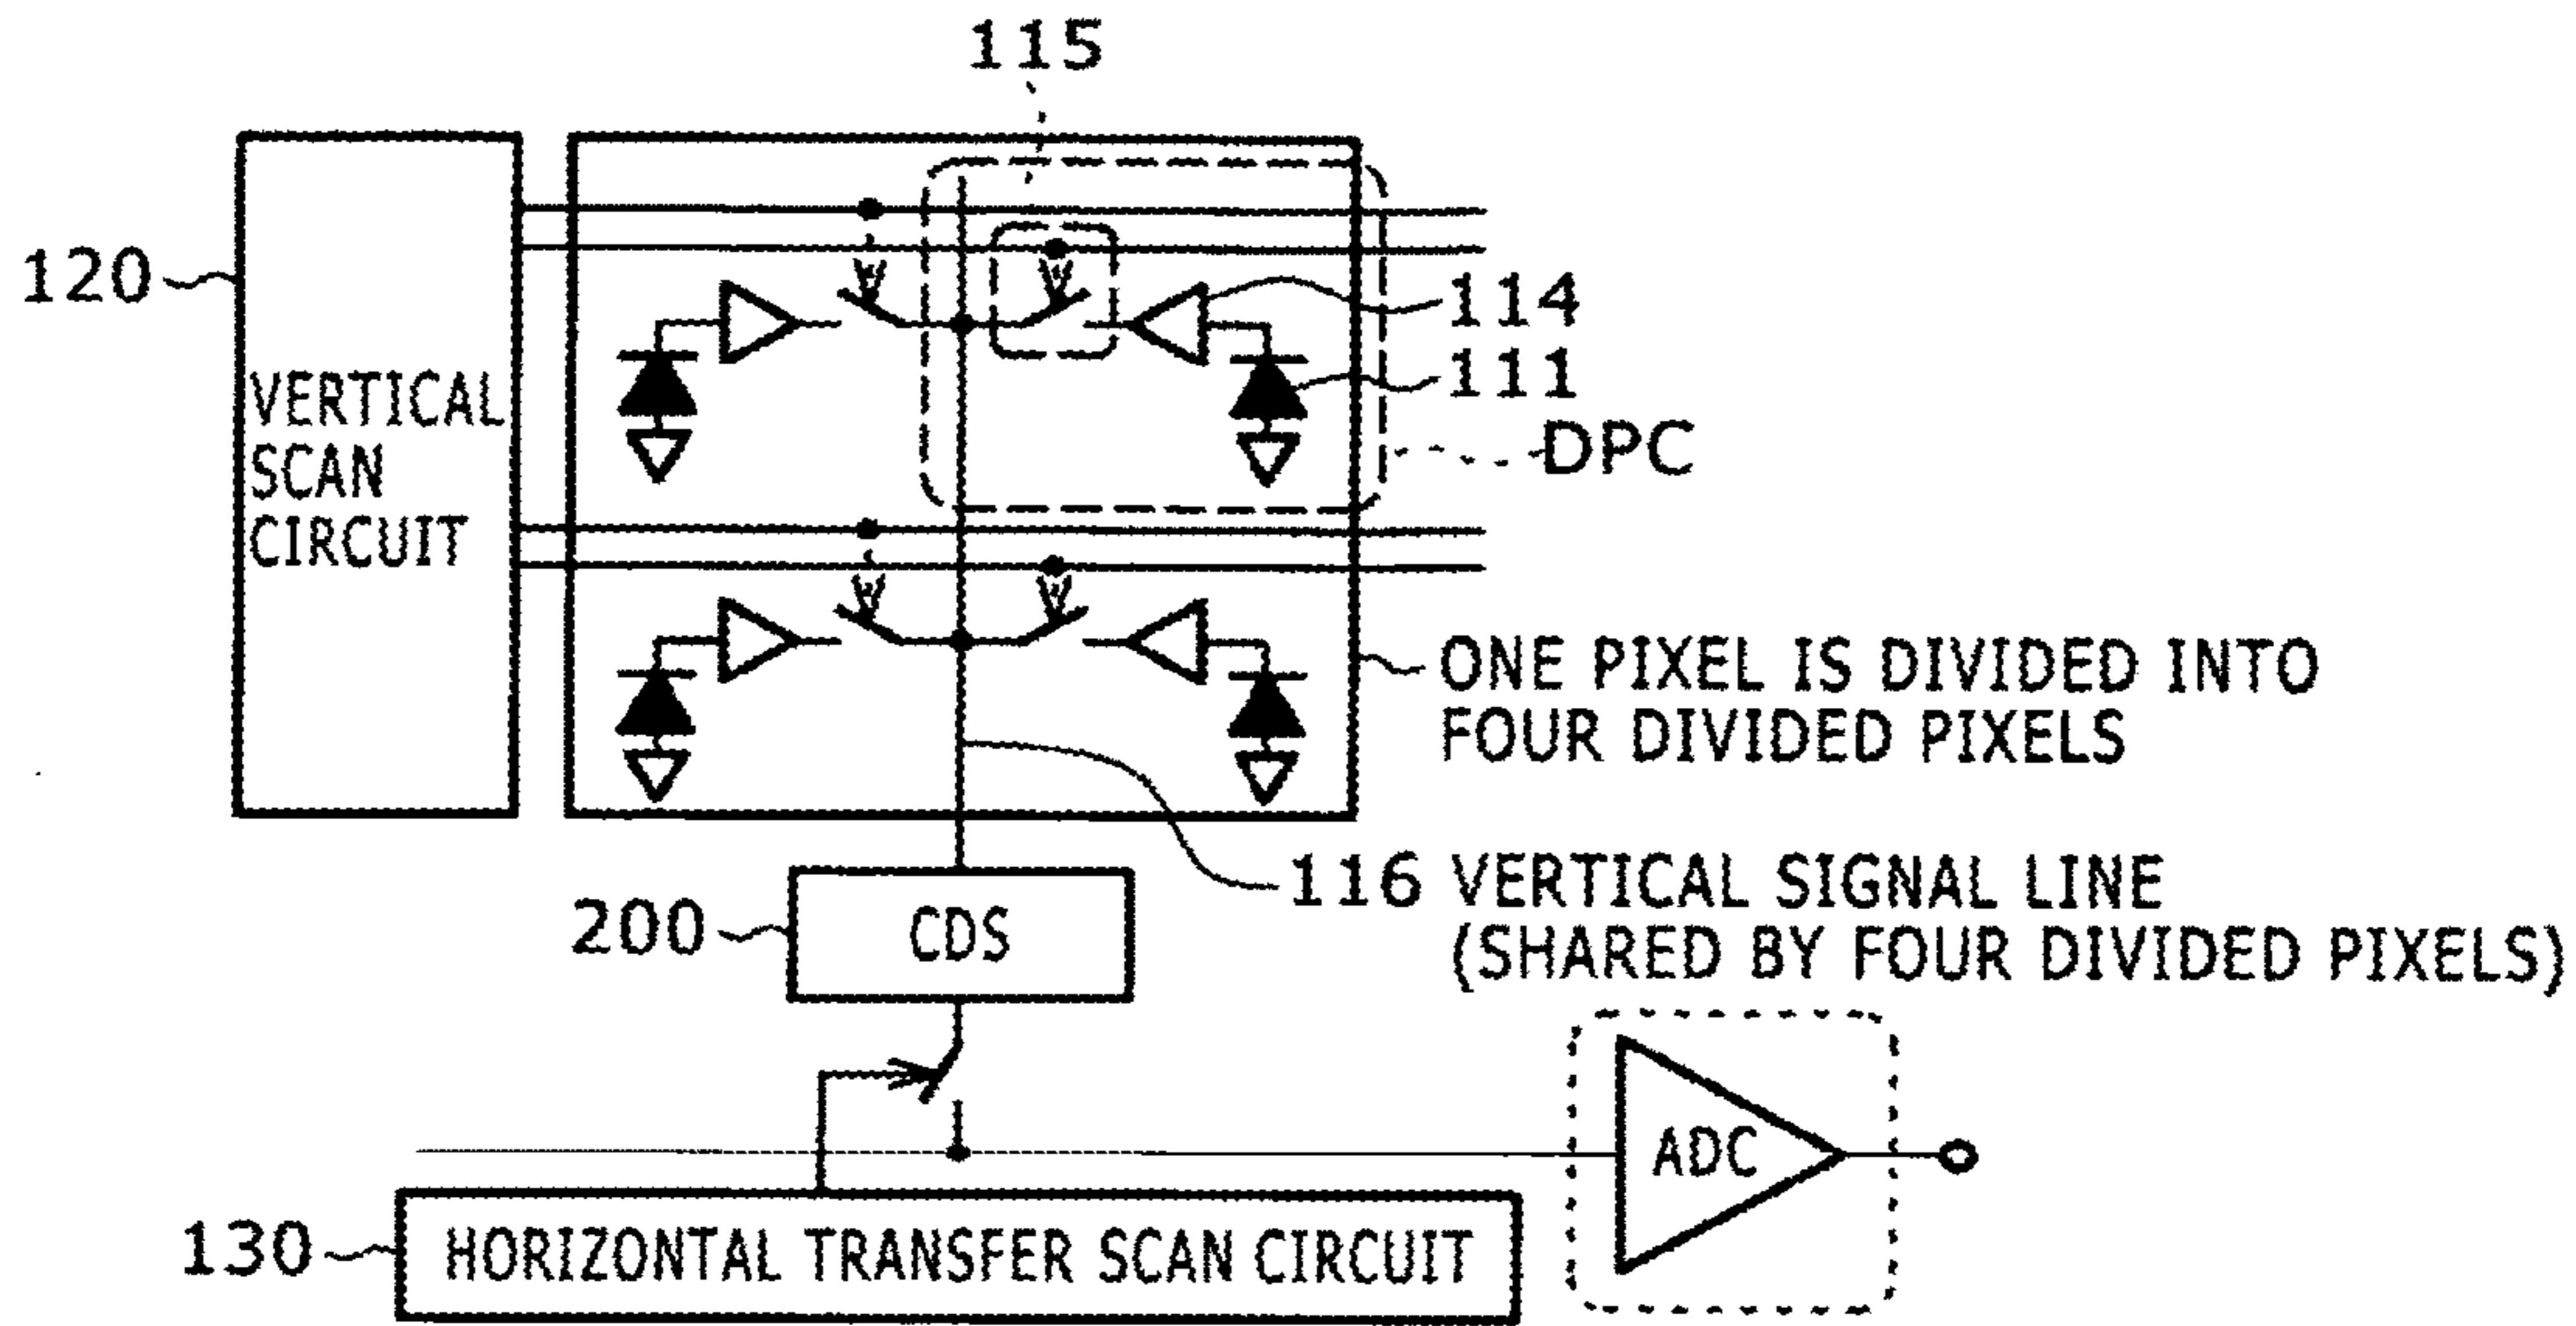 115
120
VERTICAL
SCAN
CIRCUIT
114
111
DPC
ONE PIXEL IS DIVIDED INTO
FOUR DIVIDED PIXELS
116 VERTICAL SIGNAL LINE
(SHARED BY FOUR DIVIDED PIXELS)
200
CDS
ADC
130
HORIZONTAL TRANSFER SCAN CIRCUIT